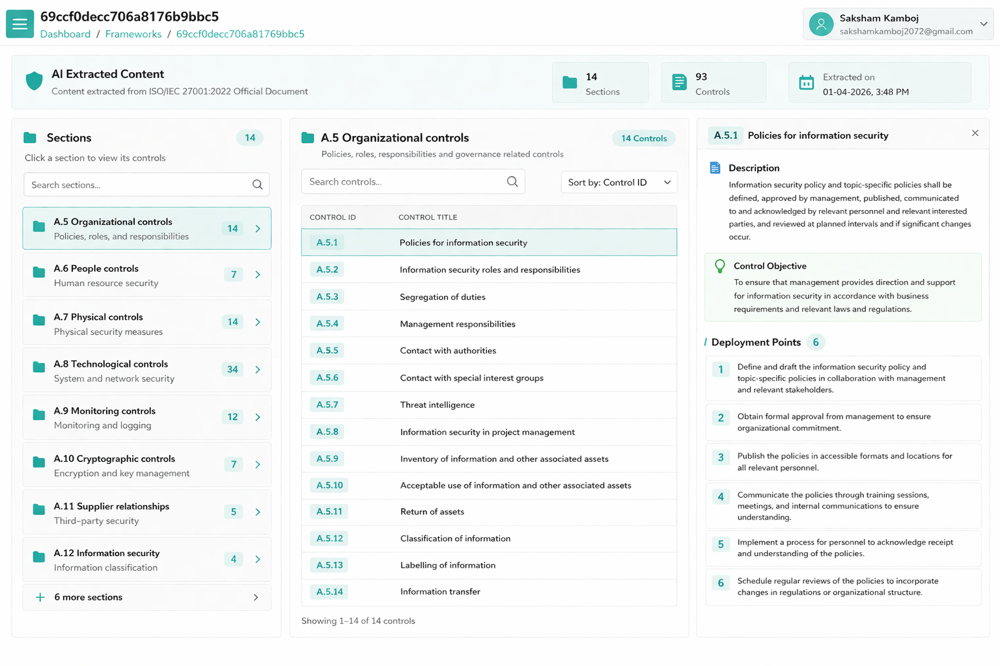 69ccf0decc706a8176b9bbc5
Dashboard / Frameworks / 69ccf0decc706a81769bbc5
Saksham Kamboj
sakshamkamboj2072@gmail.com
AI Extracted Content
Content extracted from ISO/IEC 27001:2022 Official Document
14
Sections
93
Controls
Extracted on
01-04-2026, 3:48 PM
Sections
14
Click a section to view its controls
Search sections...
A.5 Organizational controls
Policies, roles, and responsibilities
14
A.6 People controls
Human resource security
7
A.7 Physical controls
Physical security measures
14
A.8 Technological controls
System and network security
34
A.9 Monitoring controls
Monitoring and logging
12
A.10 Cryptographic controls
Encryption and key management
7
A.11 Supplier relationships
Third-party security
5
A.12 Information security
Information classification
4
6 more sections
A.5 Organizational controls
14 Controls
Policies, roles, responsibilities and governance related controls
Search controls...
Sort by: Control ID
CONTROL ID CONTROL TITLE
A.5.1 Policies for information security
A.5.2 Information security roles and responsibilities
A.5.3 Segregation of duties
A.5.4 Management responsibilities
A.5.5 Contact with authorities
A.5.6 Contact with special interest groups
A.5.7 Threat intelligence
A.5.8 Information security in project management
A.5.9 Inventory of information and other associated assets
A.5.10 Acceptable use of information and other associated assets
A.5.11 Return of assets
A.5.12 Classification of information
A.5.13 Labelling of information
A.5.14 Information transfer
Showing 1–14 of 14 controls
A.5.1 Policies for information security
Description
Information security policy and topic-specific policies shall be
defined, approved by management, published, communicated
to and acknowledged by relevant personnel and relevant interested
parties, and reviewed at planned intervals and if significant changes
occur.
Control Objective
To ensure that management provides direction and support
for information security in accordance with business
requirements and relevant laws and regulations.
Deployment Points 6
1 Define and draft the information security policy and
topic-specific policies in collaboration with management
and relevant stakeholders.
2 Obtain formal approval from management to ensure
organizational commitment.
3 Publish the policies in accessible formats and locations for
all relevant personnel.
4 Communicate the policies through training sessions,
meetings, and internal communications to ensure
understanding.
5 Implement a process for personnel to acknowledge receipt
and understanding of the policies.
6 Schedule regular reviews of the policies to incorporate
changes in regulations or organizational structure.